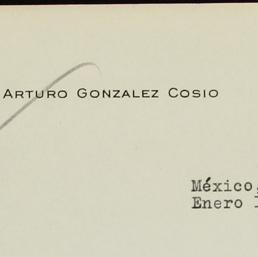 ARTURO GONZALEZ COSIO
México,
Enero